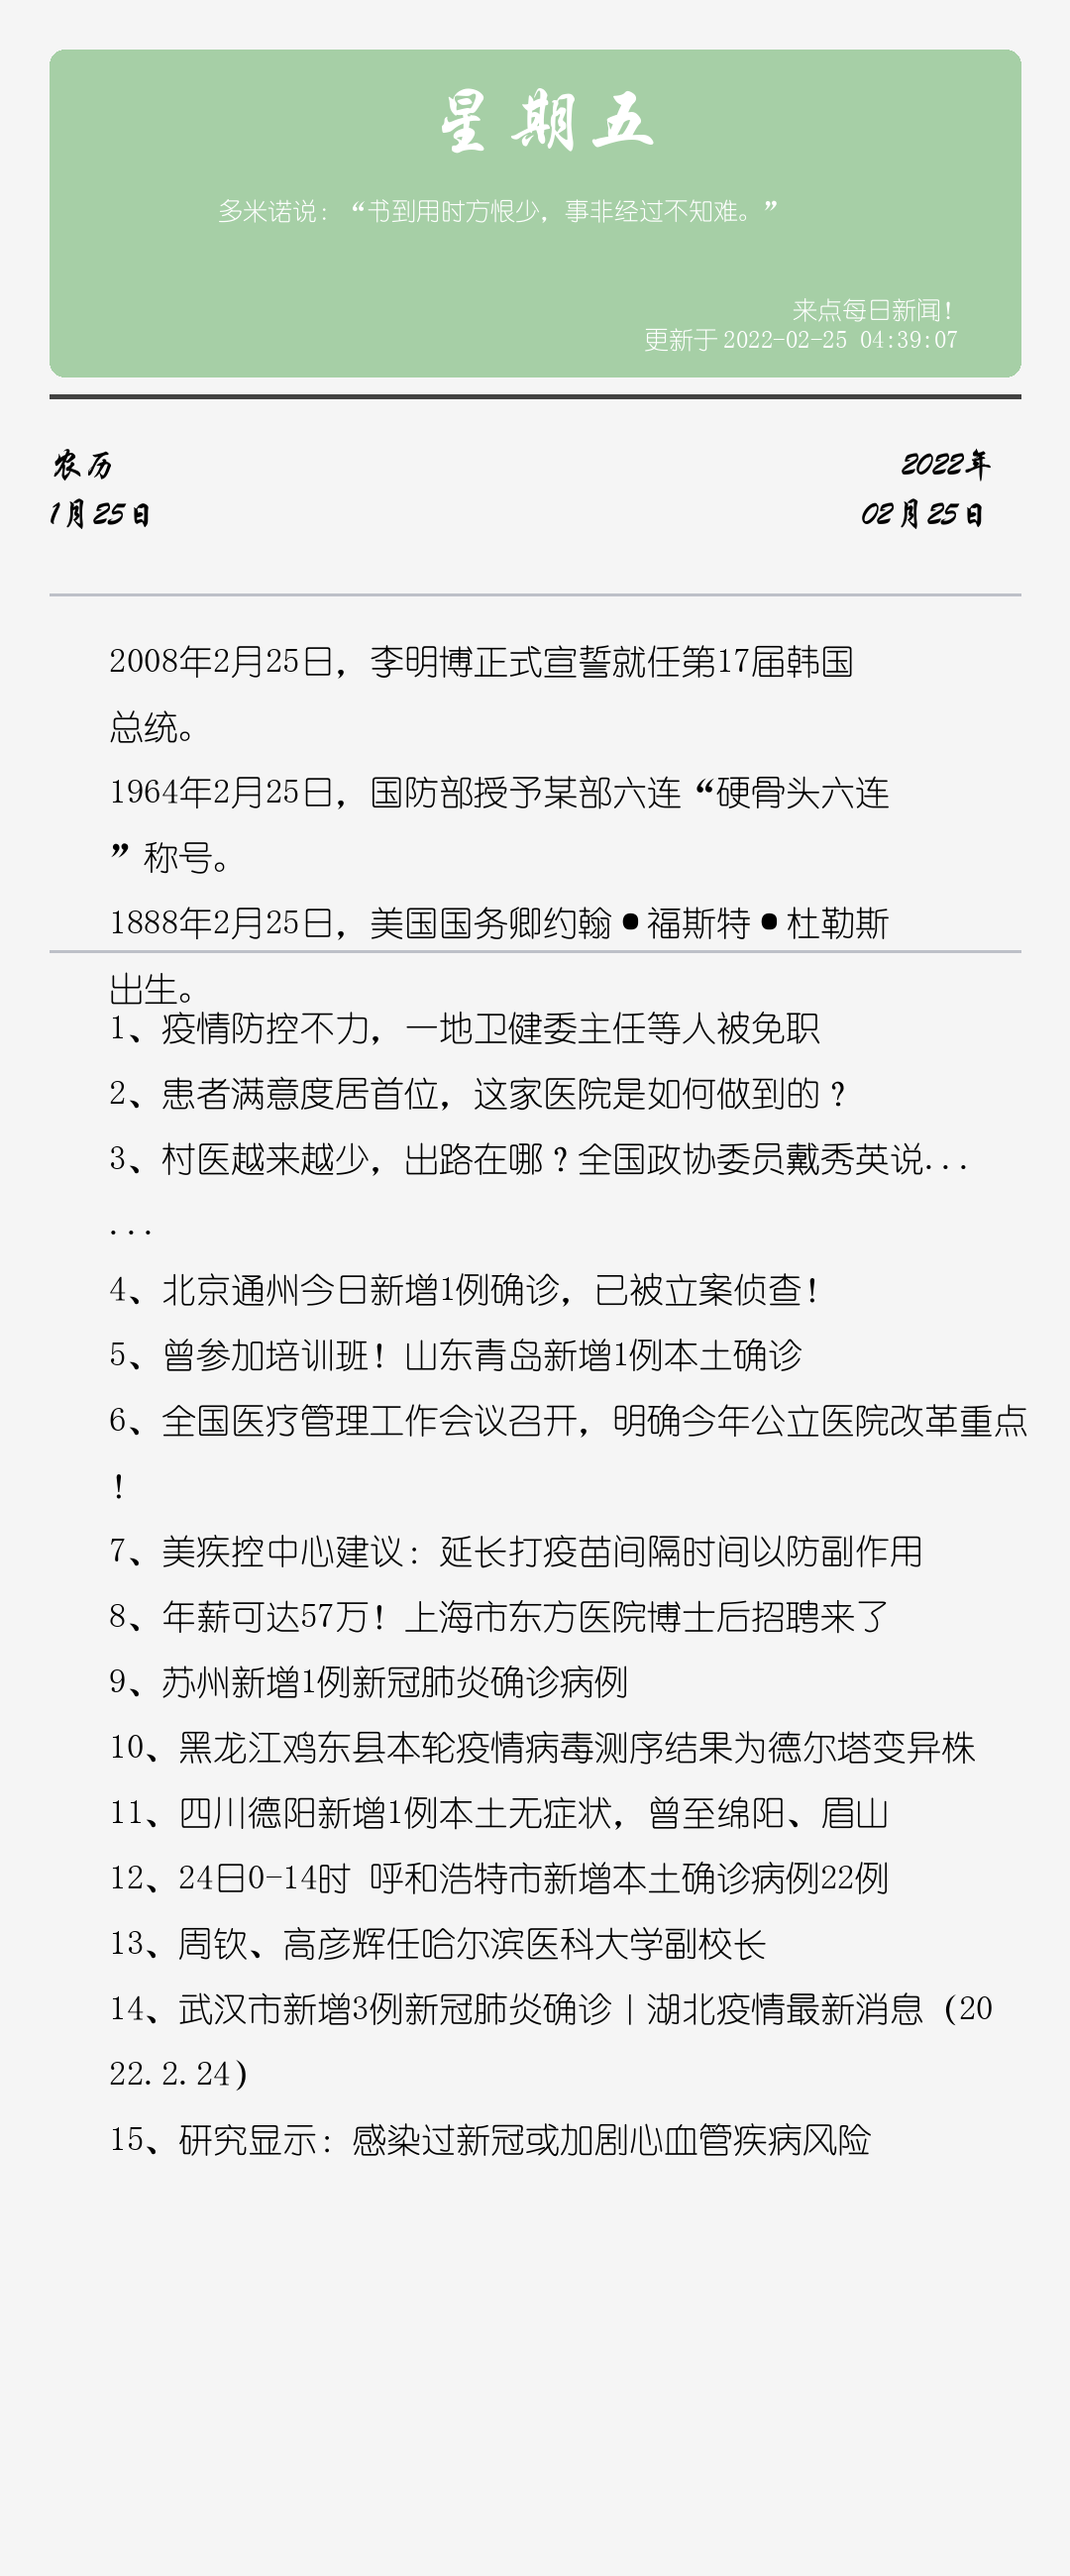 星期五
多米诺说：“书到用时方恨少，事非经过不知难。”
来点每日新闻！
更新于 2022-02-25 04:39:07
农历
2022年
1月25日
02月25日
2008年2月25日，李明博正式宣誓就任第17届韩国
总统。
1964年2月25日，国防部授予某部六连“硬骨头六连
”称号。
1888年2月25日，美国国务卿约翰•福斯特•杜勒斯
出生。
1、疫情防控不力，一地卫健委主任等人被免职
2、患者满意度居首位，这家医院是如何做到的？
3、村医越来越少，出路在哪？全国政协委员戴秀英说...
...
4、北京通州今日新增1例确诊，已被立案侦查！
5、曾参加培训班！山东青岛新增1例本土确诊
6、全国医疗管理工作会议召开，明确今年公立医院改革重点
！
7、美疾控中心建议：延长打疫苗间隔时间以防副作用
8、年薪可达57万！上海市东方医院博士后招聘来了
9、苏州新增1例新冠肺炎确诊病例
10、黑龙江鸡东县本轮疫情病毒测序结果为德尔塔变异株
11、四川德阳新增1例本土无症状，曾至绵阳、眉山
12、24日0-14时 呼和浩特市新增本土确诊病例22例
13、周钦、高彦辉任哈尔滨医科大学副校长
14、武汉市新增3例新冠肺炎确诊｜湖北疫情最新消息（20
22.2.24）
15、研究显示：感染过新冠或加剧心血管疾病风险